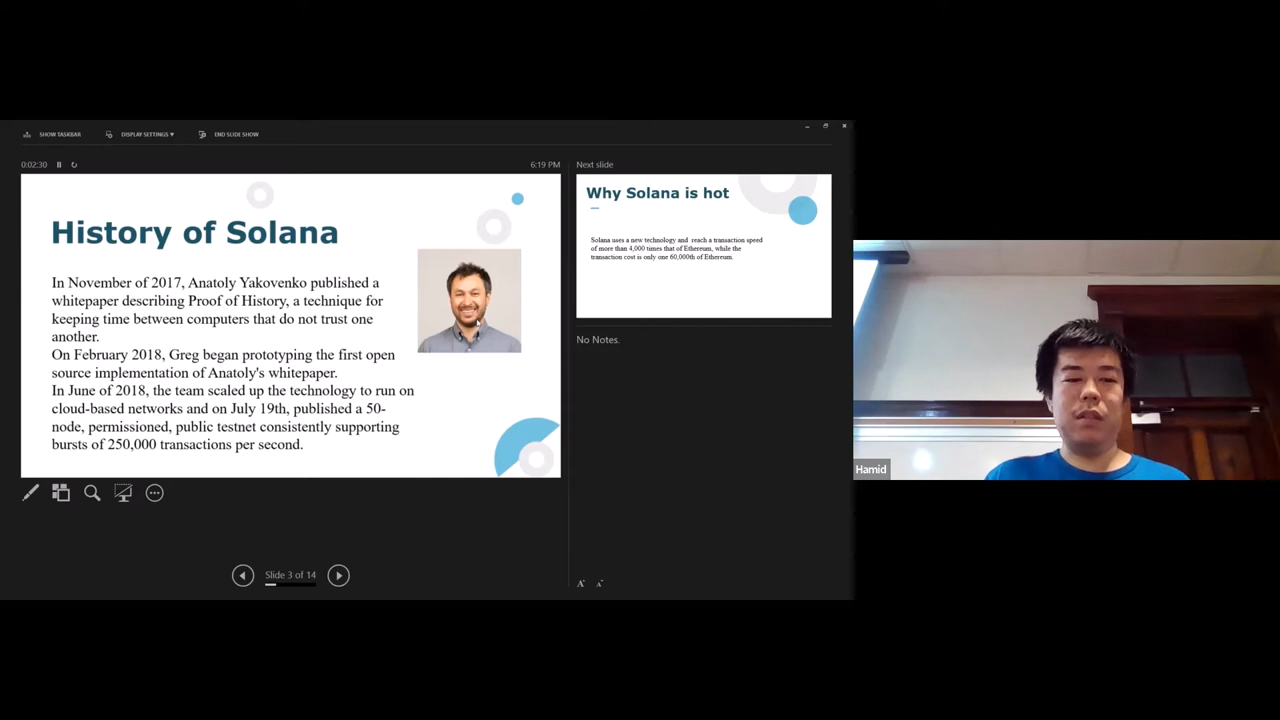 SHOW TASKBAR
DISPLAY SETTINGS ▾
END SLIDE SHOW
0:02:30
6:19 PM
History of Solana
In November of 2017, Anatoly Yakovenko published a
whitepaper describing Proof of History, a technique for
keeping time between computers that do not trust one
another.
On February 2018, Greg began prototyping the first open
source implementation of Anatoly's whitepaper.
In June of 2018, the team scaled up the technology to run on
cloud-based networks and on July 19th, published a 50-
node, permissioned, public testnet consistently supporting
bursts of 250,000 transactions per second.
Slide 3 of 14
Next slide
Why Solana is hot
Solana uses a new technology and reach a transaction speed
of more than 4,000 times that of Ethereum, while the
transaction cost is only one 60,000th of Ethereum.
No Notes.
A A
Hamid